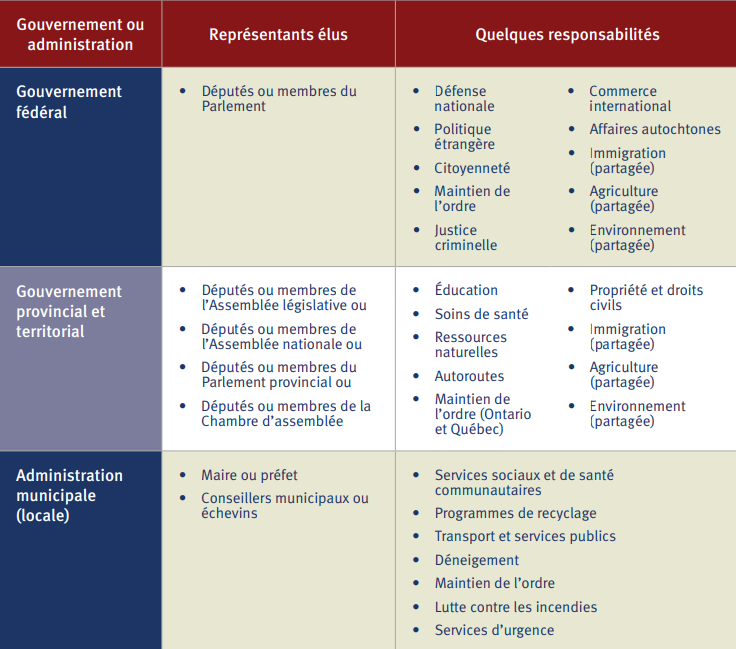 Gouvernement ou
administration
Représentants élus
Quelques responsabilités
Gouvernement
fédéral
• Députés ou membres du
Parlement
• Défense
nationale
• Politique
étrangère
• Citoyenneté
• Maintien de
l’ordre
• Justice
criminelle
• Commerce
international
• Affaires autochtones
• Immigration
(partagée)
• Agriculture
(partagée)
• Environnement
(partagée)
Gouvernement
provincial et
territorial
• Députés ou membres de
l’Assemblée législative ou
• Députés ou membres de
l’Assemblée nationale ou
• Députés ou membres du
Parlement provincial ou
• Députés ou membres de la
Chambre d’assemblée
• Éducation
• Soins de santé
• Ressources
naturelles
• Autoroutes
• Maintien de
l’ordre (Ontario
et Québec)
• Propriété et droits
civils
• Immigration
(partagée)
• Agriculture
(partagée)
• Environnement
(partagée)
Administration
municipale
(locale)
• Maire ou préfet
• Conseillers municipaux ou
échevins
• Services sociaux et de santé
communautaires
• Programmes de recyclage
• Transport et services publics
• Déneigement
• Maintien de l’ordre
• Lutte contre les incendies
• Services d’urgence